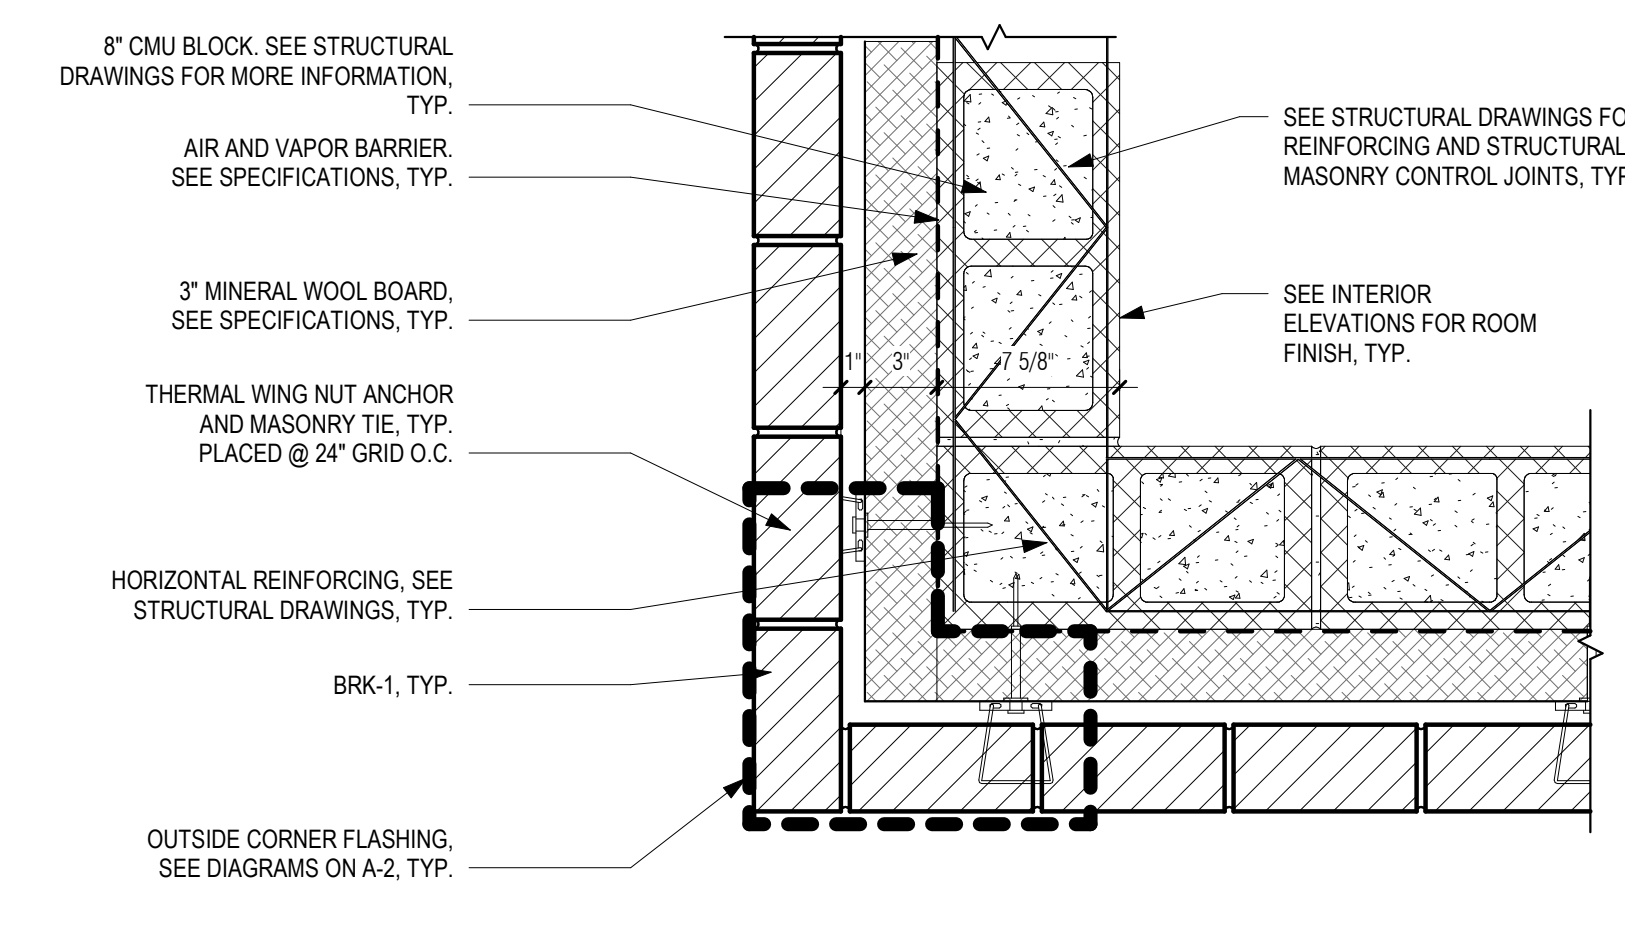 8" CMU BLOCK. SEE STRUCTURAL
DRAWINGS FOR MORE INFORMATION,
TYP.
AIR AND VAPOR BARRIER.
SEE SPECIFICATIONS, TYP.
3" MINERAL WOOL BOARD,
SEE SPECIFICATIONS, TYP.
THERMAL WING NUT ANCHOR
AND MASONRY TIE, TYP.
PLACED @ 24" GRID O.C.
HORIZONTAL REINFORCING, SEE
STRUCTURAL DRAWINGS, TYP.
BRK-1, TYP.
OUTSIDE CORNER FLASHING,
SEE DIAGRAMS ON A-2, TYP.
1" 3" 7 5/8"
SEE STRUCTURAL DRAWINGS FO
REINFORCING AND STRUCTURAL
MASONRY CONTROL JOINTS, TYP
SEE INTERIOR
ELEVATIONS FOR ROOM
FINISH, TYP.